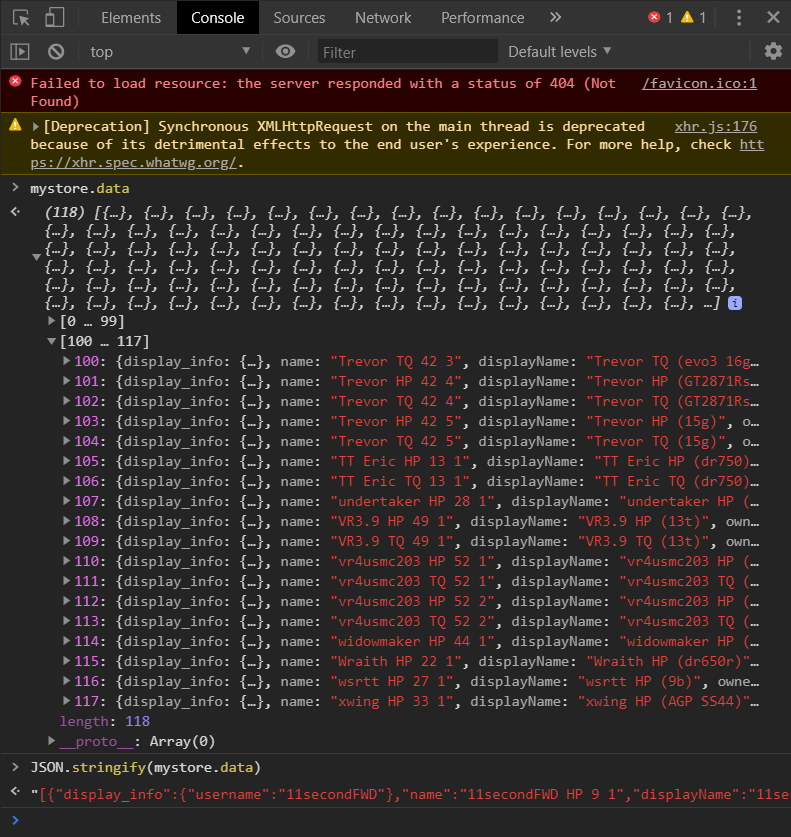 Elements Console Sources Network Performance » 1 1
top Filter Default levels
Failed to load resource: the server responded with a status of 404 (Not /favicon.ico:1
Found)
[Deprecation] Synchronous XMLHttpRequest on the main thread is deprecated xhr.js:176
because of its detrimental effects to the end user's experience. For more help, check htt
ps://xhr.spec.whatwg.org/.
> mystore.data
(118) [{…}, {…}, {…}, {…}, {…}, {…}, {…}, {…}, {…}, {…}, {…}, {…}, {…}, {…}, {…}, {…},
{…}, {…}, {…}, {…}, {…}, {…}, {…}, {…}, {…}, {…}, {…}, {…}, {…}, {…}, {…}, {…}, {…},
{…}, {…}, {…}, {…}, {…}, {…}, {…}, {…}, {…}, {…}, {…}, {…}, {…}, {…}, {…}, {…}, {…},
{…}, {…}, {…}, {…}, {…}, {…}, {…}, {…}, {…}, {…}, {…}, {…}, {…}, {…}, {…}, {…}, {…},
{…}, {…}, {…}, {…}, {…}, {…}, {…}, {…}, {…}, {…}, {…}, {…}, {…}, {…}, {…}, {…}, {…},
{…}, {…}, {…}, {…}, {…}, {…}, {…}, {…}, {…}, {…}, {…}, {…}, {…}, {…}, {…}, {…}, …] i
[0 … 99]
[100 … 117]
100: {display_info: {…}, name: "Trevor TQ 42 3", displayName: "Trevor TQ (evo3 16g…
101: {display_info: {…}, name: "Trevor HP 42 4", displayName: "Trevor HP (GT2871Rs…
102: {display_info: {…}, name: "Trevor TQ 42 4", displayName: "Trevor TQ (GT2871Rs…
103: {display_info: {…}, name: "Trevor HP 42 5", displayName: "Trevor HP (15g)", o…
104: {display_info: {…}, name: "Trevor TQ 42 5", displayName: "Trevor TQ (15g)", o…
105: {display_info: {…}, name: "TT Eric HP 13 1", displayName: "TT Eric HP (dr750)…
106: {display_info: {…}, name: "TT Eric TQ 13 1", displayName: "TT Eric TQ (dr750)…
107: {display_info: {…}, name: "undertaker HP 28 1", displayName: "undertaker HP (…
108: {display_info: {…}, name: "VR3.9 HP 49 1", displayName: "VR3.9 HP (13t)", own…
109: {display_info: {…}, name: "VR3.9 TQ 49 1", displayName: "VR3.9 TQ (13t)", own…
110: {display_info: {…}, name: "vr4usmc203 HP 52 1", displayName: "vr4usmc203 HP (…
111: {display_info: {…}, name: "vr4usmc203 TQ 52 1", displayName: "vr4usmc203 TQ (…
112: {display_info: {…}, name: "vr4usmc203 HP 52 2", displayName: "vr4usmc203 HP (…
113: {display_info: {…}, name: "vr4usmc203 TQ 52 2", displayName: "vr4usmc203 TQ (…
114: {display_info: {…}, name: "widowmaker HP 44 1", displayName: "widowmaker HP (…
115: {display_info: {…}, name: "Wraith HP 22 1", displayName: "Wraith HP (dr650r)"…
116: {display_info: {…}, name: "wsrtt HP 27 1", displayName: "wsrtt HP (9b)", owne…
117: {display_info: {…}, name: "xwing HP 33 1", displayName: "xwing HP (AGP SS44)"…
length: 118
__proto__: Array(0)
> JSON.stringify(mystore.data)
"[{"display_info":{"username":"11secondFWD"},"name":"11secondFWD HP 9 1","displayName":"11sec
>